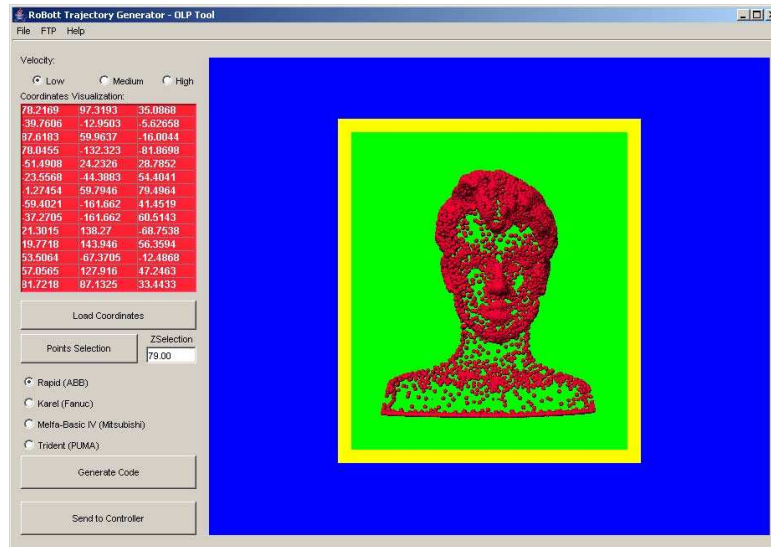 RoBott Trajectory Generator - OLP Tool
File FTP Help
Velocity:
Low Medium High
Coordinates Visualization:
78.2169 97.3193 35.0868
-39.7606 -12.9503 -5.62658
87.6183 59.9637 -16.0044
78.0455 -132.323 -81.8698
-51.4908 24.2326 28.7852
-23.5568 -44.3883 54.4041
-1.27454 59.7946 79.4964
-59.4021 -161.662 41.4519
-37.2705 -161.662 60.5143
21.3015 138.27 -68.7538
19.7718 143.946 56.3594
53.5064 -67.3705 -12.4868
57.0565 127.916 47.2463
81.7218 87.1325 33.4433
Load Coordinates
Points Selection
ZSelection
79.00
Rapid (ABB)
Karel (Fanuc)
Melfa-Basic IV (Mitsubishi)
Trident (PUMA)
Generate Code
Send to Controller